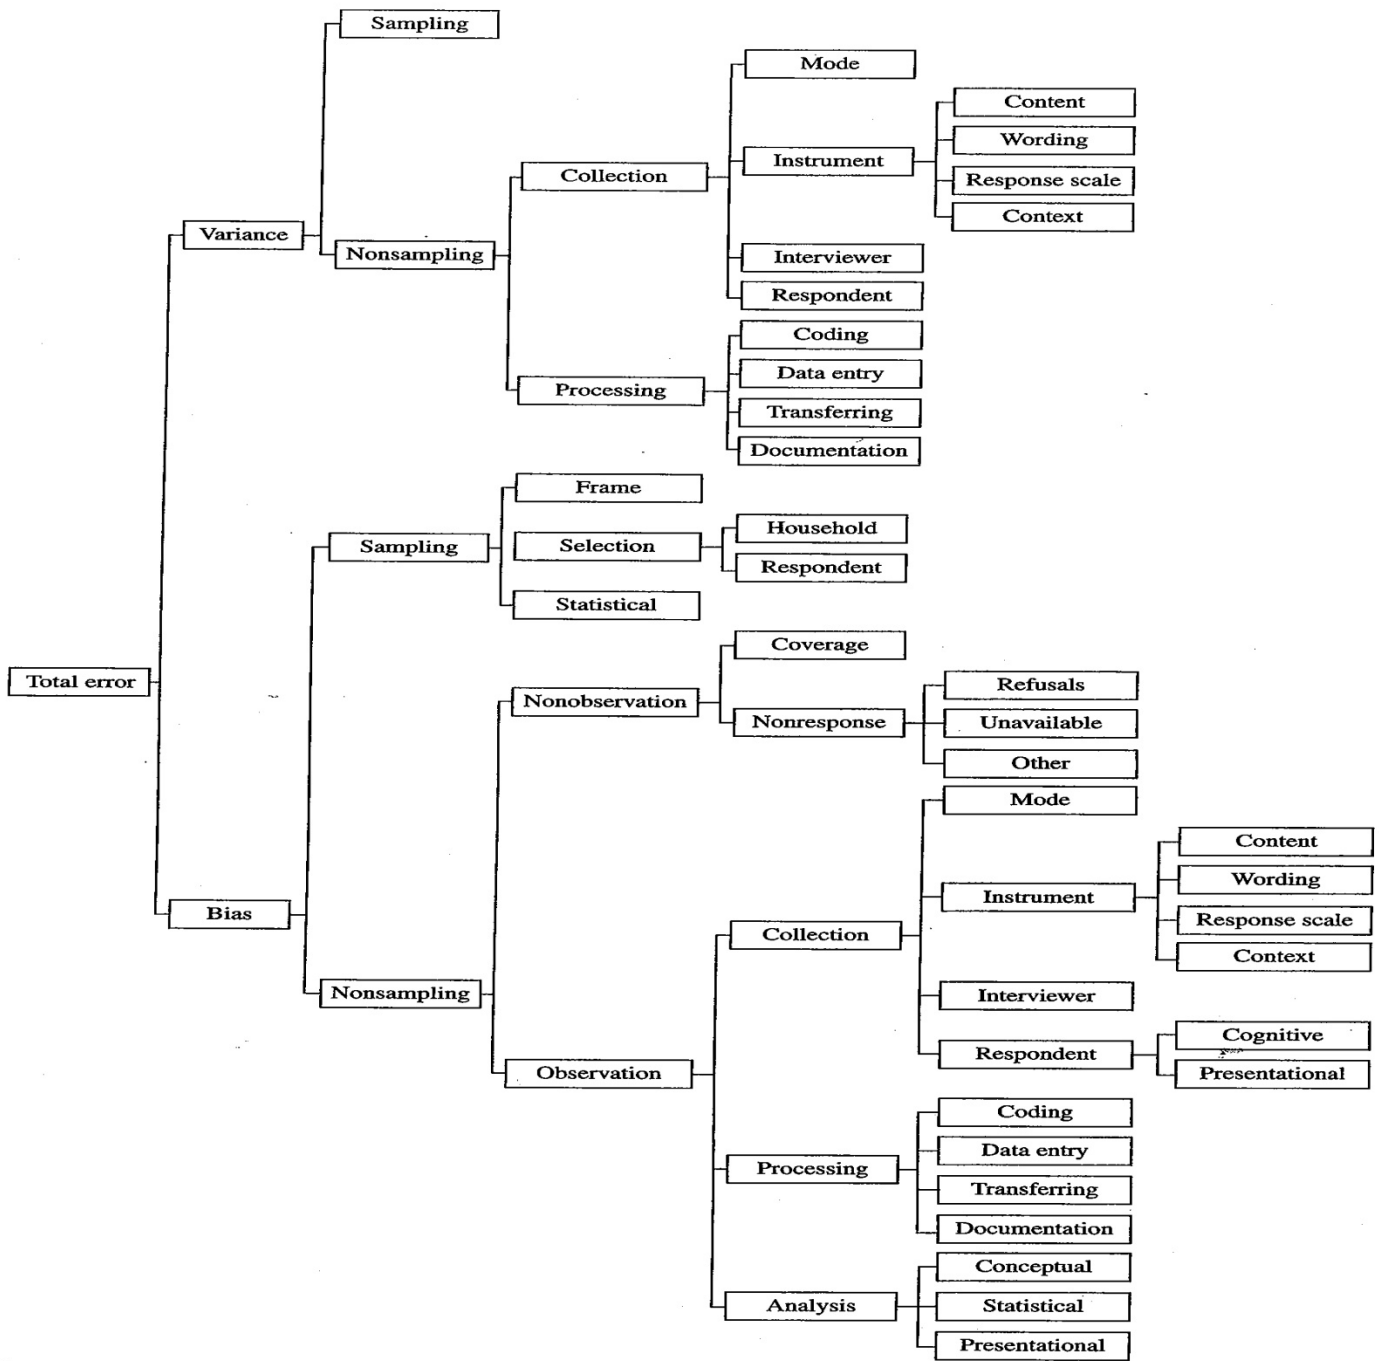 Sampling
Mode
Content
Wording
Instrument
Collection
Response scale
Context
Variance
Nonsampling
Interviewer
Respondent
Coding
Data entry
Processing
Transferring
Documentation
Frame
Household
Sampling
Selection
Respondent
Statistical
Coverage
Total error
Refusals
Nonobservation
Nonresponse
Unavailable
Other
Mode
Content
Wording
Instrument
Bias
Response scale
Collection
Context
Nonsampling
Interviewer
Cognitive
Respondent
Observation
Presentational
Coding
Data entry
Processing
Transferring
Documentation
Conceptual
Analysis
Statistical
Presentational